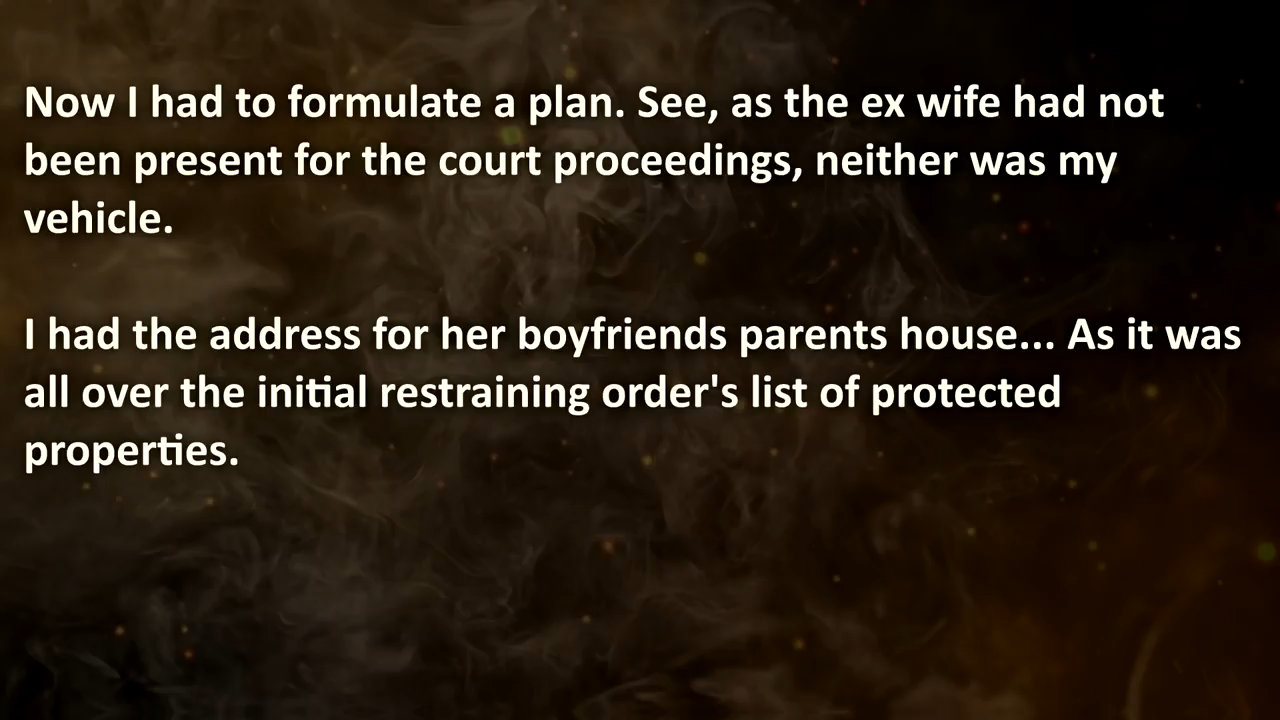 Now I had to formulate a plan. See, as the ex wife had not
been present for the court proceedings, neither was my
vehicle.
I had the address for her boyfriends parents house... As it was
all over the initial restraining order's list of protected
properties.